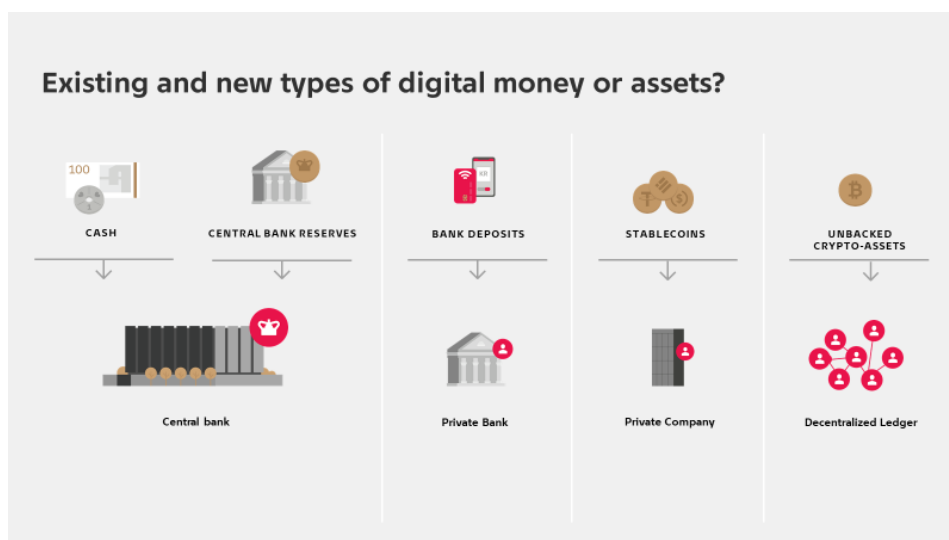 Existing and new types of digital money or assets?
100
KR
CASH
CENTRAL BANK RESERVES
BANK DEPOSITS
STABLECOINS
UNBACKED
CRYPTO-ASSETS
Central bank
Private Bank
Private Company
Decentralized Ledger